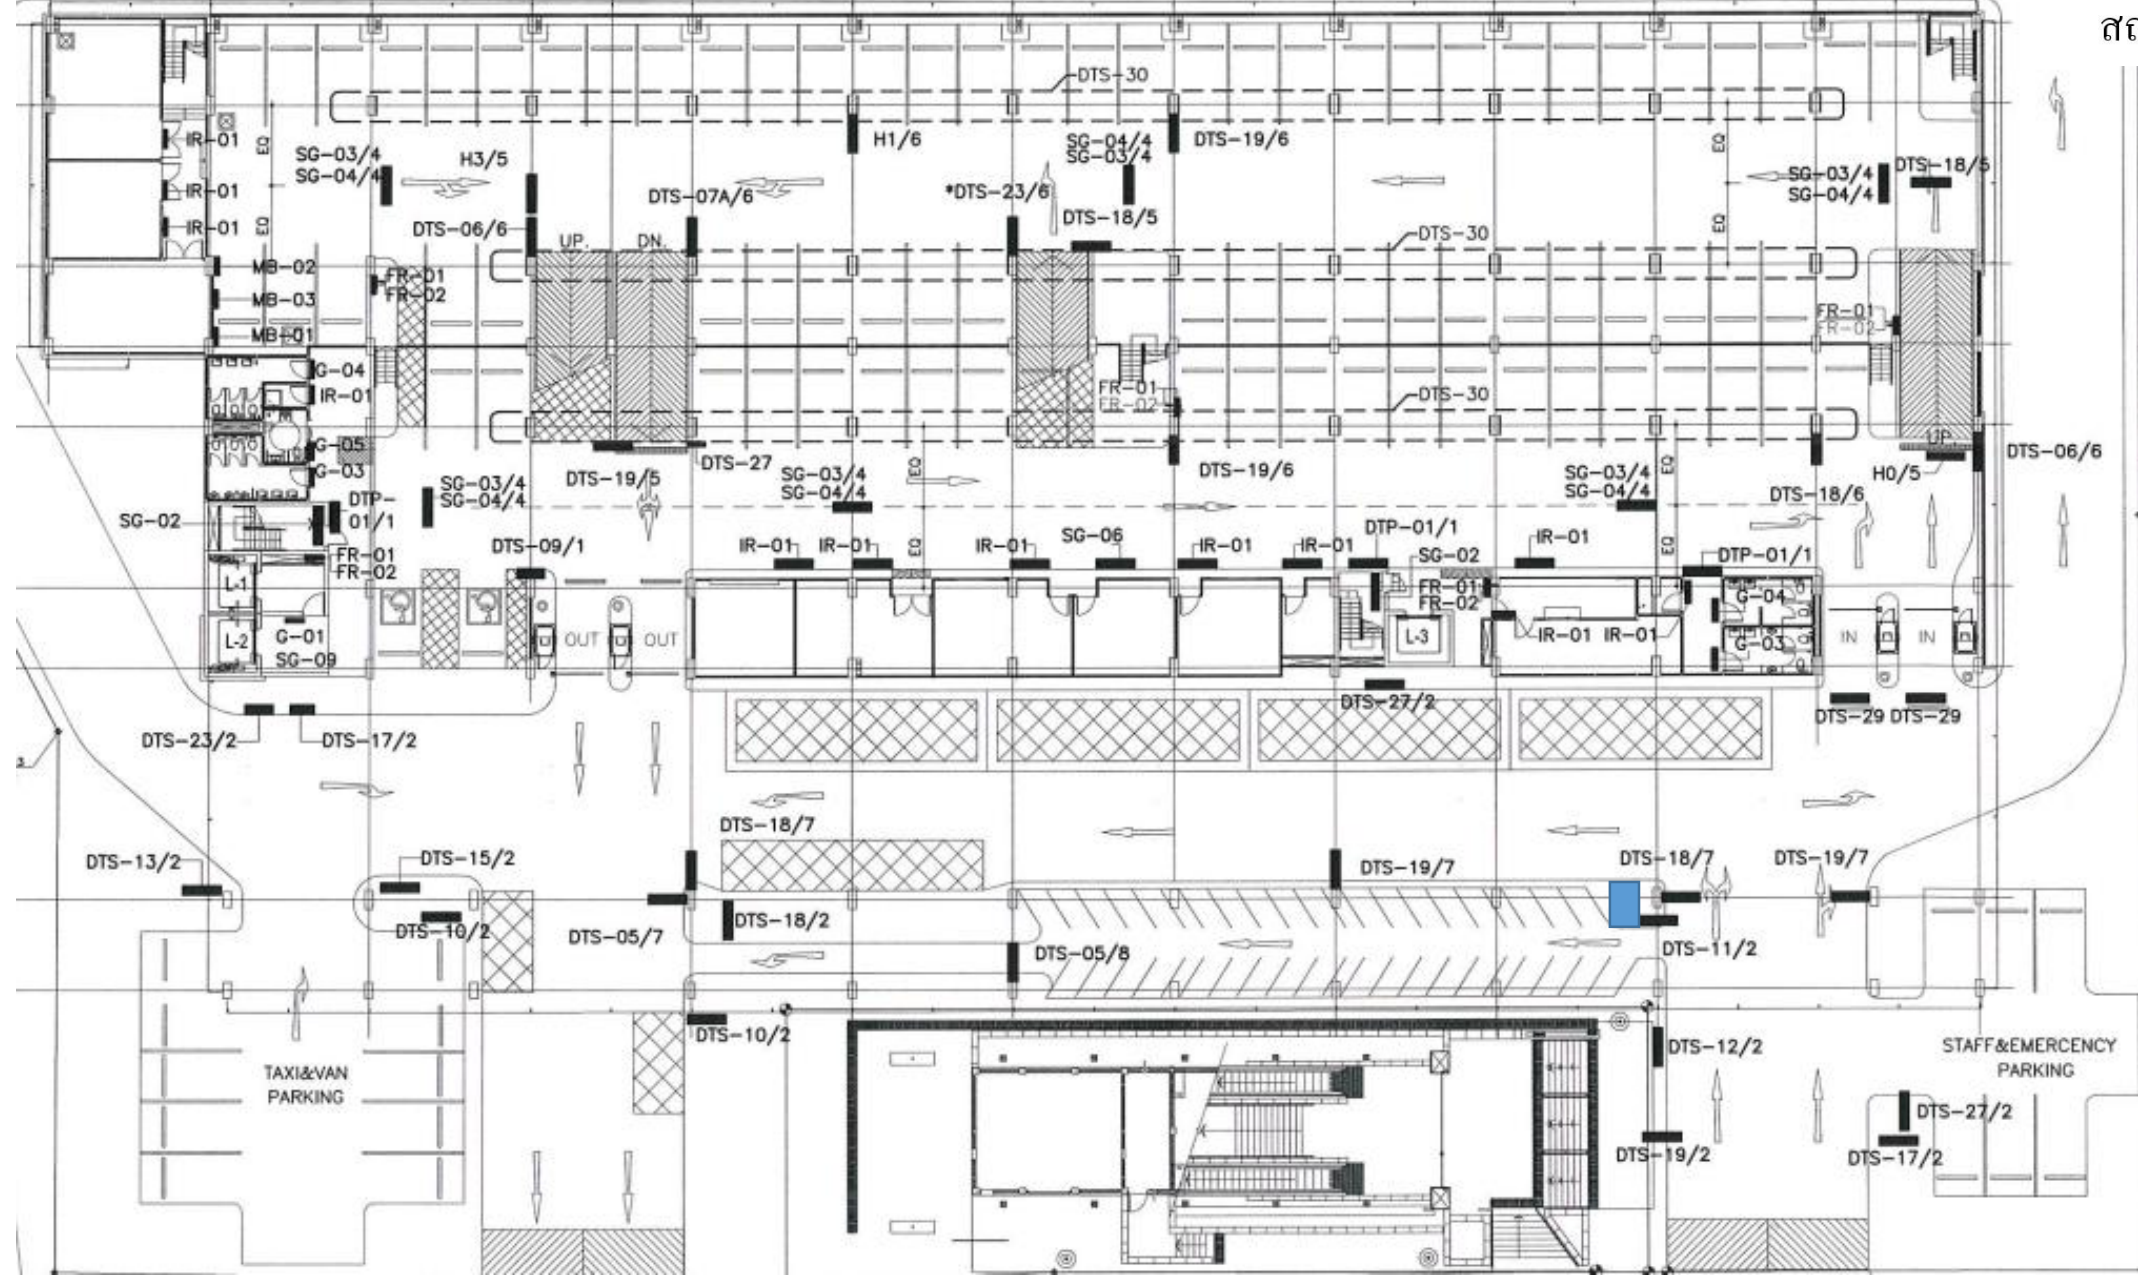 สถ
DTS-30
IR-01
H1/6
SG-04/4
SG-03/4
DTS-19/6
SG-03/4
SG-04/4
H3/5
DTS-18/5
SG-03/4
SG-04/4
EQ
EQ
IR-01
DTS-07A/6
*DTS-23/6
DTS-18/5
IR-01
EQ
EQ
DTS-06/6
UP.
DN.
DTS-30
MB-02
FR-01
FR-02
MB-03
MB-01
FR-01
FR-02
G-04
IR-01
FR-01
FR-02
DTS-30
G-05
G-03
UP.
DTS-06/6
DTS-27
DTS-19/5
DTS-19/6
H0/5
EQ
EQ
SG-03/4
SG-04/4
SG-03/4
SG-04/4
SG-03/4
SG-04/4
DTS-18/6
DTP-
01/1
SG-02
DTP-01/1
SG-06
IR-01
DTS-09/1
IR-01
IR-01
IR-01
IR-01
IR-01
EQ
EQ
SG-02
DTP-01/1
FR-01
FR-02
L-1
FR-01
FR-02
G-04
L-2
G-01
SG-09
OUT
OUT
L-3
IR-01
IR-01
G-03
IN
IN
DTS-27/2
DTS-29
DTS-29
DTS-23/2
DTS-17/2
DTS-18/7
DTS-13/2
DTS-15/2
DTS-19/7
DTS-18/7
DTS-19/7
DTS-10/2
DTS-05/7
DTS-18/2
DTS-05/8
DTS-11/2
DTS-10/2
DTS-12/2
TAXI&VAN
PARKING
STAFF&EMERCENCY
PARKING
DTS-27/2
DTS-19/2
DTS-17/2